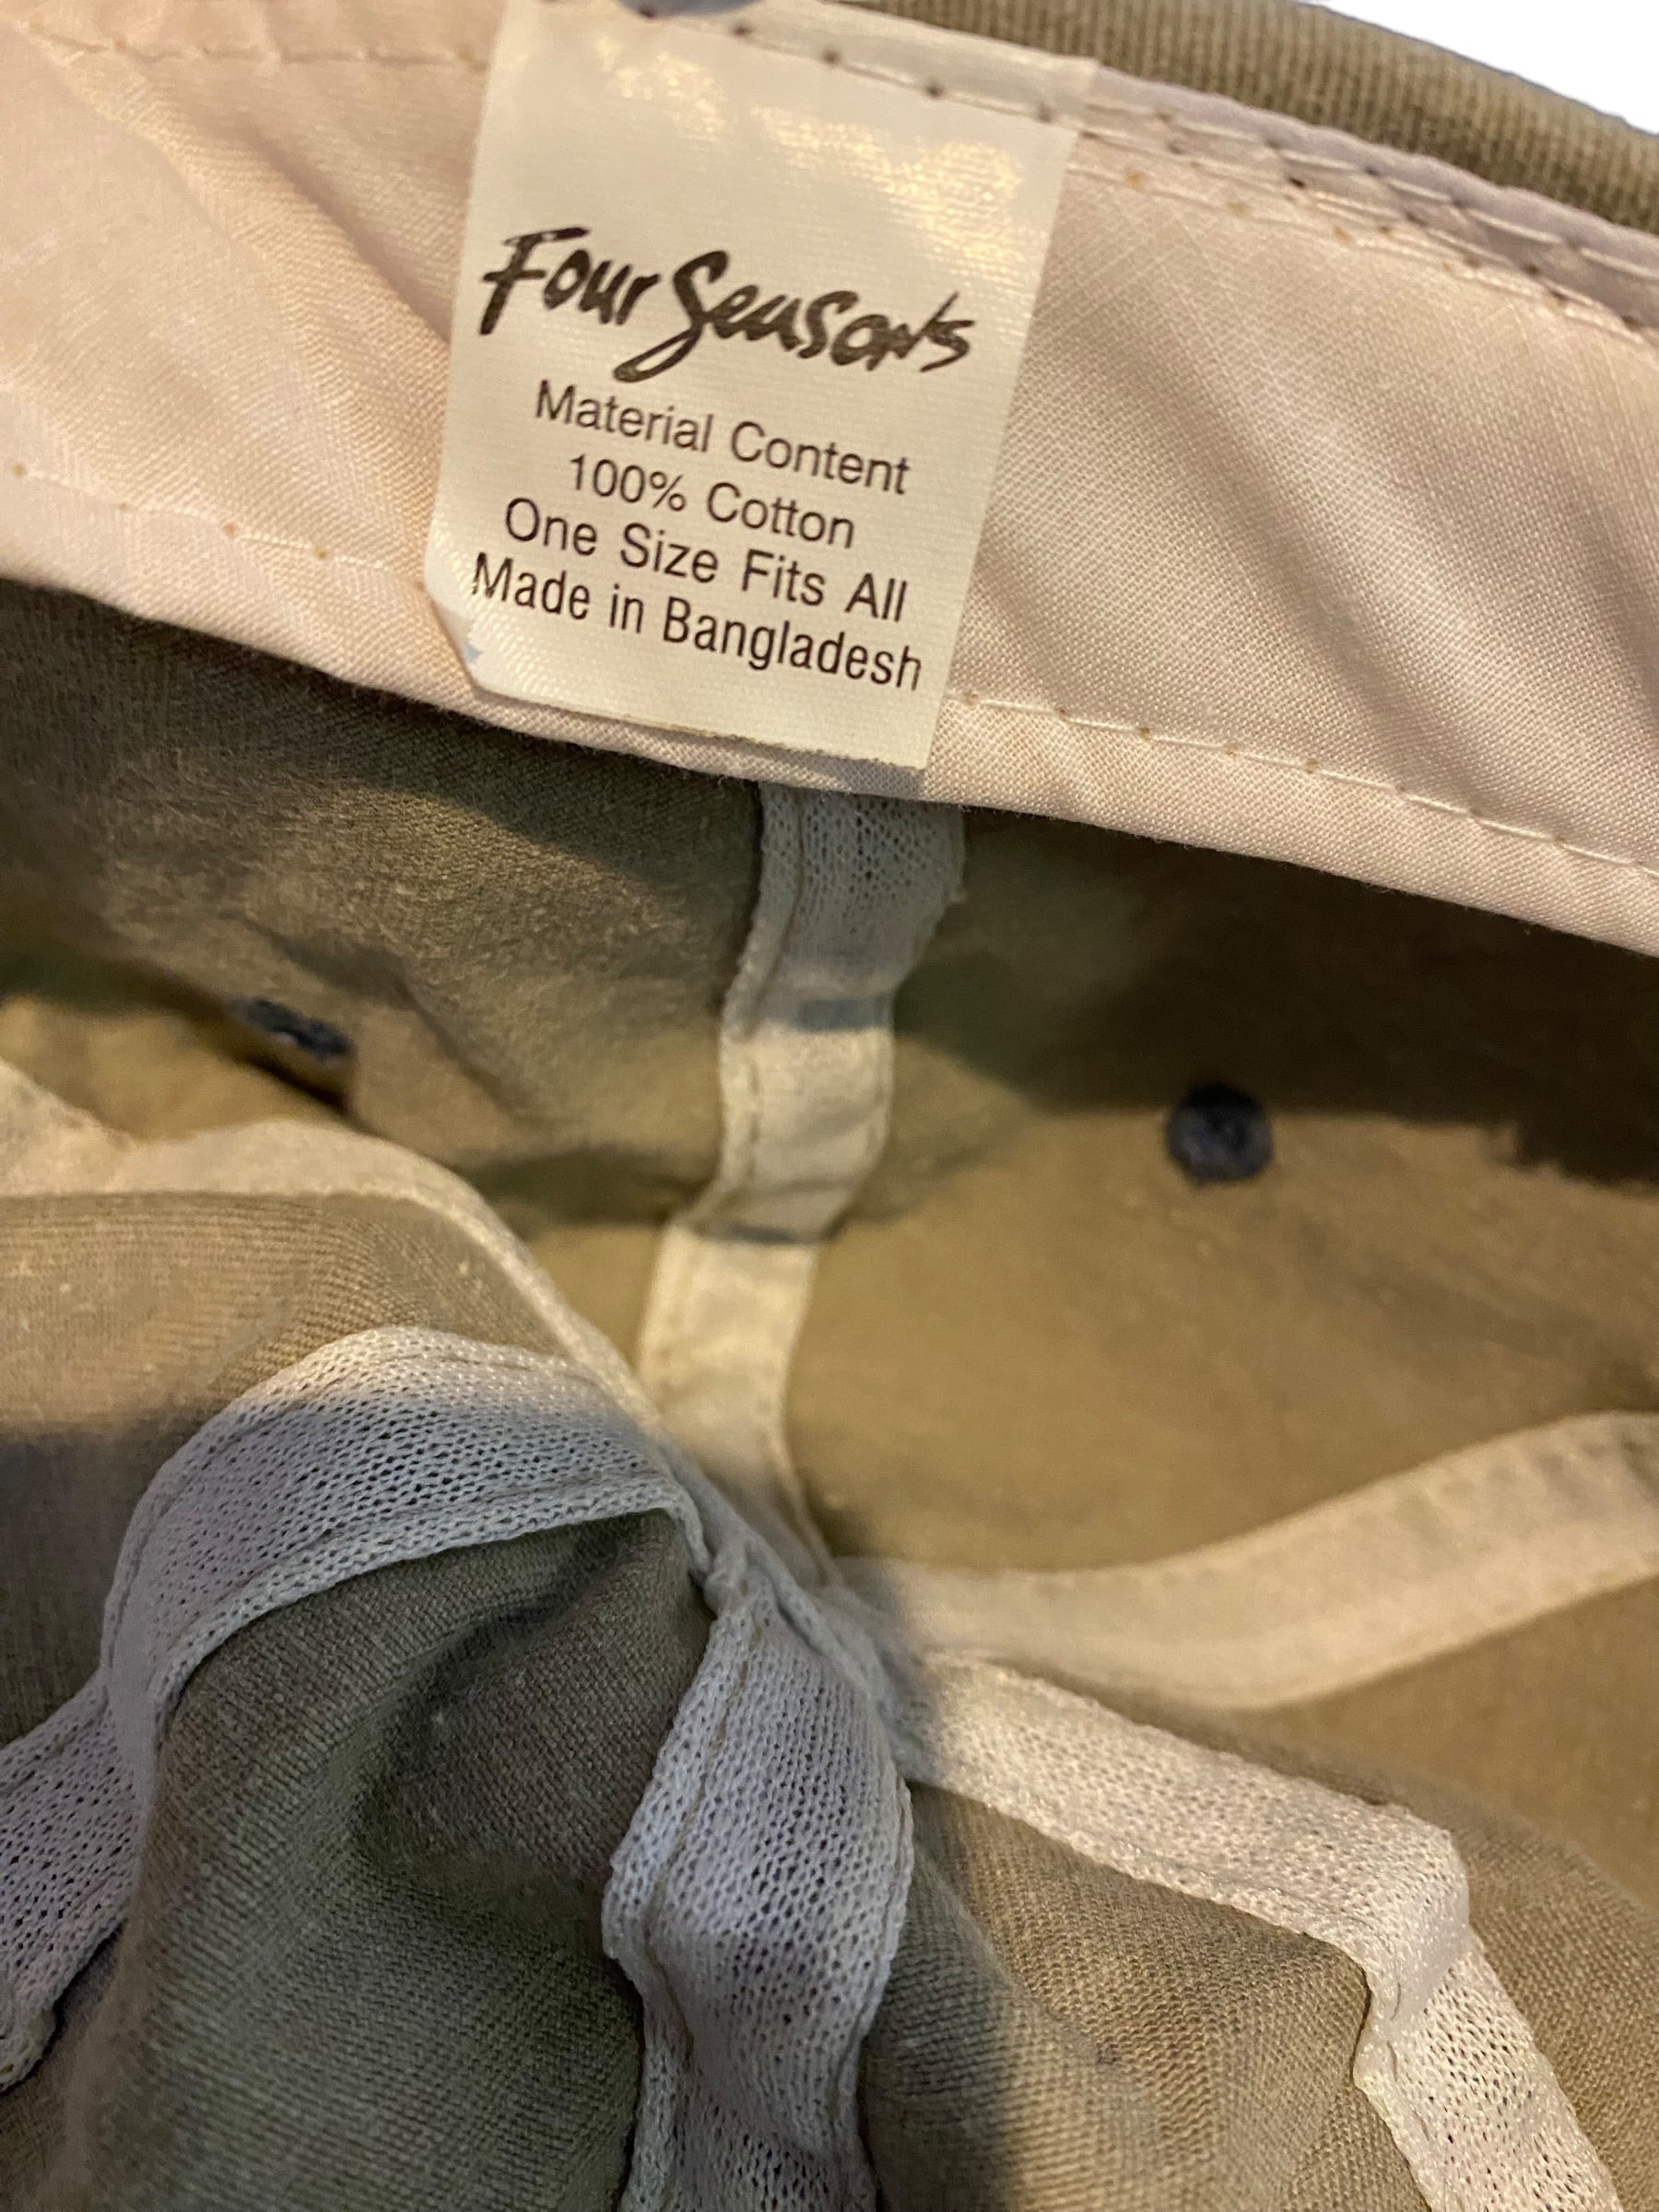 Four Seasons
Material Content
100% Cotton
One Size Fits All
Made in Bangladesh